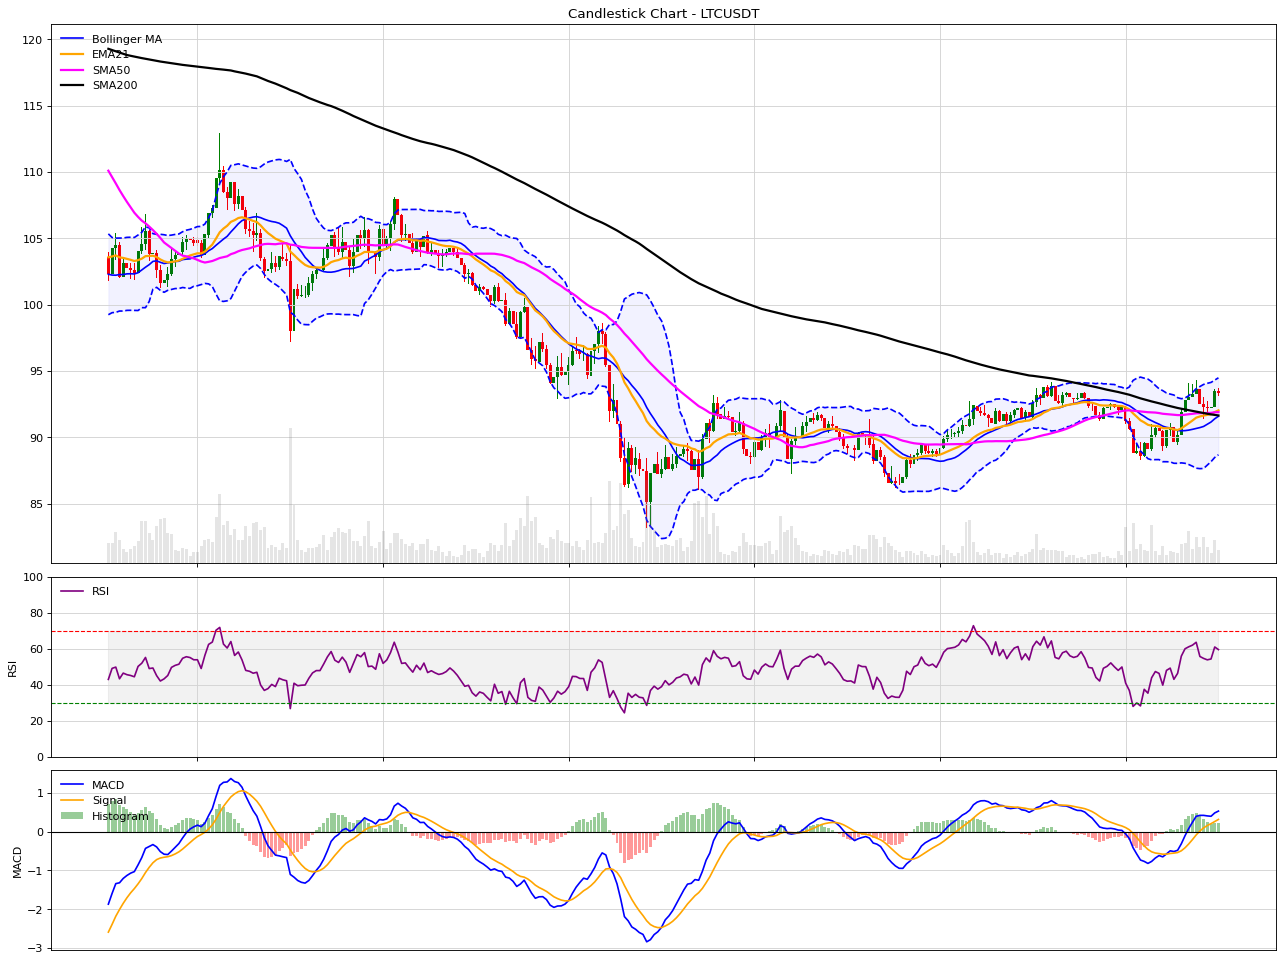 Candlestick Chart - LTCUSDT
120
115
110
105
100
95
90
85
Bollinger MA
EMA21
SMA50
SMA200
100
80
60
40
20
0
RSI
RSI
1
0
−1
−2
−3
MACD
MACD
Signal
Histogram